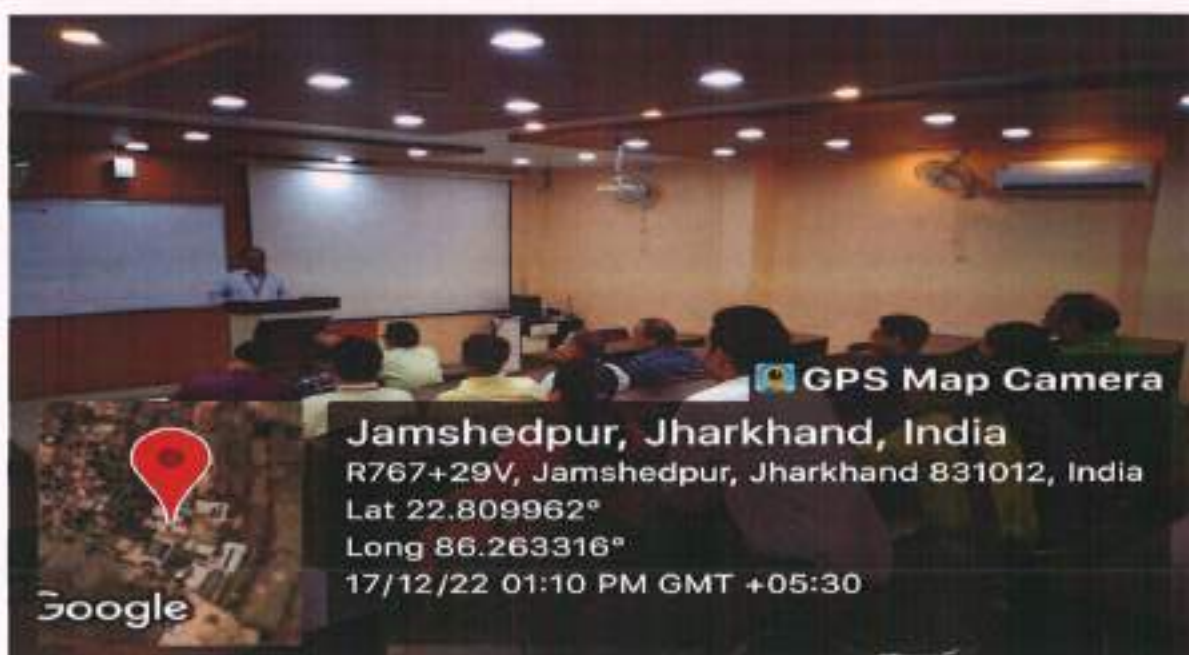 GPS Map Camera
Jamshedpur, Jharkhand, India
R767+29V, Jamshedpur, Jharkhand 831012, India
Lat 22.809962°
Long 86.263316°
17/12/22 01:10 PM GMT +05:30
Google